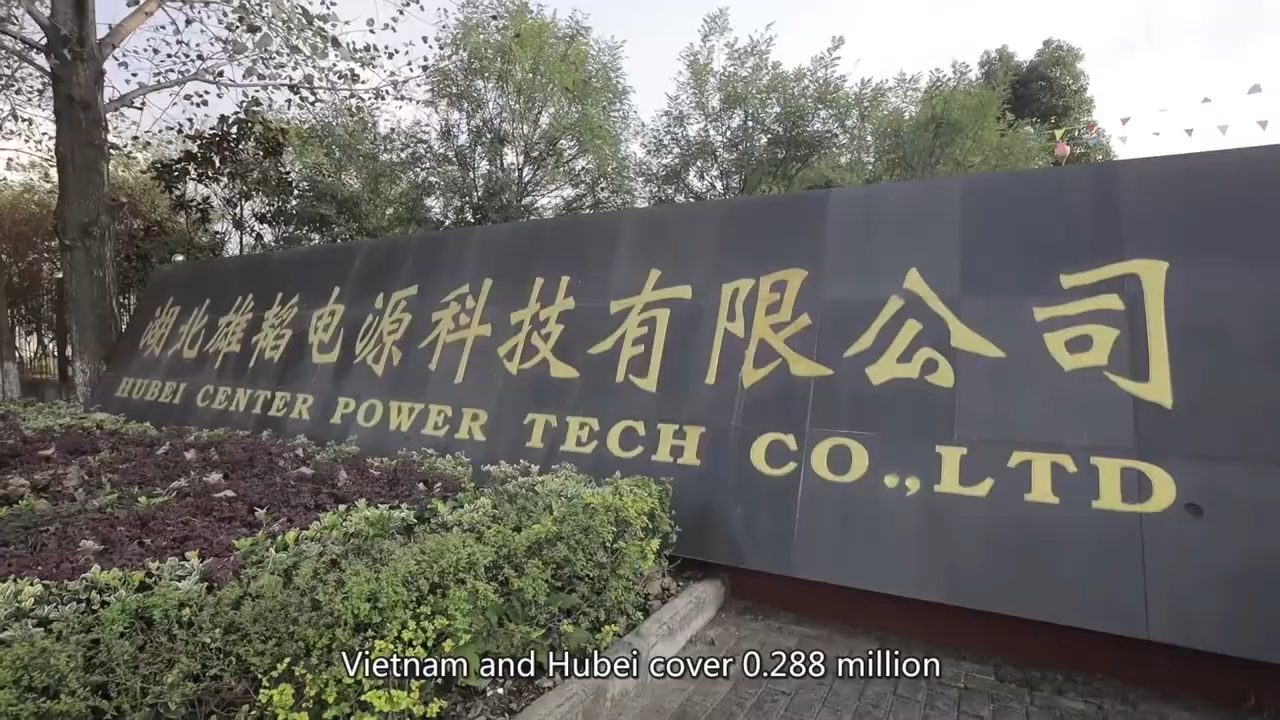 湖北雄韬电源科技有限公司
HUBEI CENTER POWER TECH CO.,LTD
Vietnam and Hubei cover 0.288 million